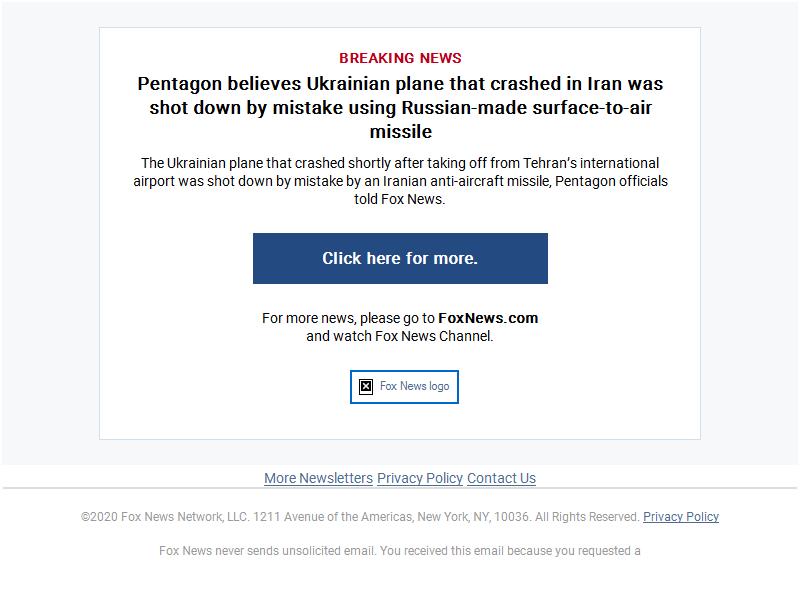 BREAKING NEWS
Pentagon believes Ukrainian plane that crashed in Iran was
shot down by mistake using Russian-made surface-to-air
missile
The Ukrainian plane that crashed shortly after taking off from Tehran's international
airport was shot down by mistake by an Iranian anti-aircraft missile, Pentagon officials
told Fox News.
Click here for more.
For more news, please go to FoxNews.com
and watch Fox News Channel.
Fox News logo
More Newsletters Privacy Policy Contact Us
©2020 Fox News Network, LLC. 1211 Avenue of the Americas, New York, NY, 10036. All Rights Reserved. Privacy Policy
Fox News never sends unsolicited email. You received this email because you requested a